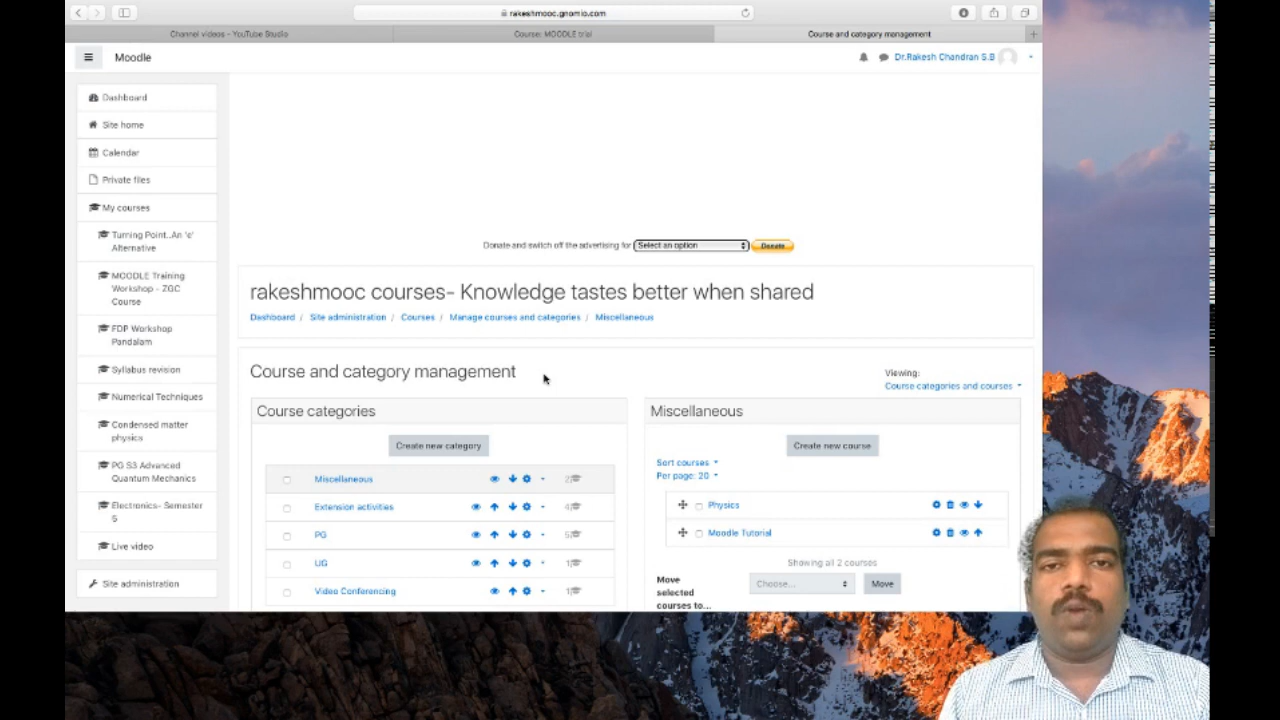 rakeshmooc.gnomio.com
Channel videos - YouTube Studio
Course: MOODLE trial
Course and category management
Moodle
Dr.Rakesh Chandran S.B
Dashboard
Site home
Calendar
Private files
My courses
Turning Point..An 'e'
Alternative
MOODLE Training
Workshop - ZGC
Course
FDP Workshop
Pandalam
Syllabus revision
Numerical Techniques
Condensed matter
physics
PG S3 Advanced
Quantum Mechanics
Electronics- Semester
5
Live video
Site administration
Donate and switch off the advertising for Select an option Donate
rakeshmooc courses- Knowledge tastes better when shared
Dashboard / Site administration / Courses / Manage courses and categories / Miscellaneous
Course and category management
Viewing:
Course categories and courses
Course categories
Create new category
Miscellaneous 2
Extension activities 4
PG 5
UG 1
Video Conferencing 1
Miscellaneous
Create new course
Sort courses
Per page: 20
Physics
Moodle Tutorial
Showing all 2 courses
Move
selected
courses to...
Choose... Move